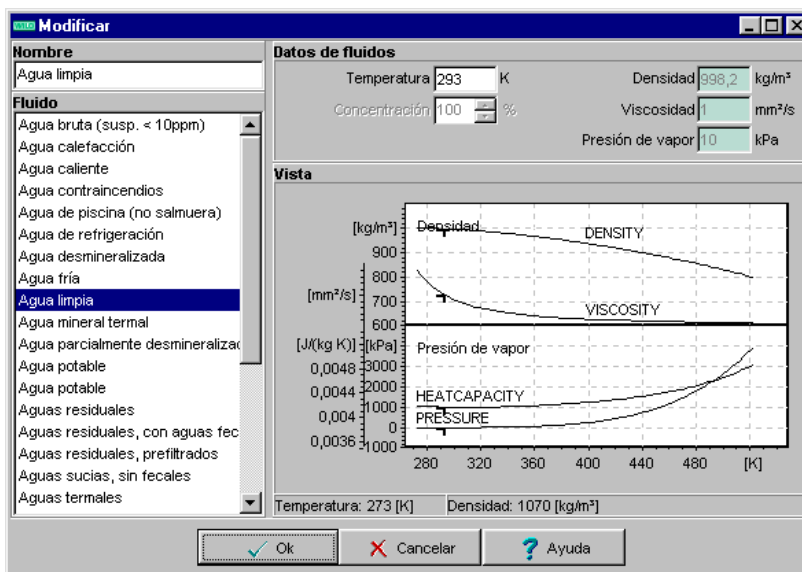 WILO Modificar
Nombre
Agua limpia
Fluido
Agua bruta (susp. < 10ppm)
Agua calefacción
Agua caliente
Agua contraincendios
Agua de piscina (no salmuera)
Agua de refrigeración
Agua desmineralizada
Agua fría
Agua limpia
Agua mineral termal
Agua parcialmente desmineraliza
Agua potable
Agua potable
Aguas residuales
Aguas residuales, con aguas fec
Aguas residuales, prefiltrados
Aguas sucias, sin fecales
Aguas termales
Datos de fluidos
Temperatura 293 K
Concentración 100 %
Densidad 998,2 kg/m³
Viscosidad 1 mm²/s
Presión de vapor 10 kPa
Vista
[kg/m³] Densidad
DENSITY
900
800
[mm²/s] 700
VISCOSITY
600
[J/(kg K)] [kPa] Presión de vapor
0,0048 3000
0,0044 2000
HEATCAPACITY
1000
0,004 PRESSURE
0
0,0036 -1000
280 320 360 400 440 480 [K]
Temperatura: 273 [K] Densidad: 1070 [kg/m³]
Ok Cancelar ? Ayuda